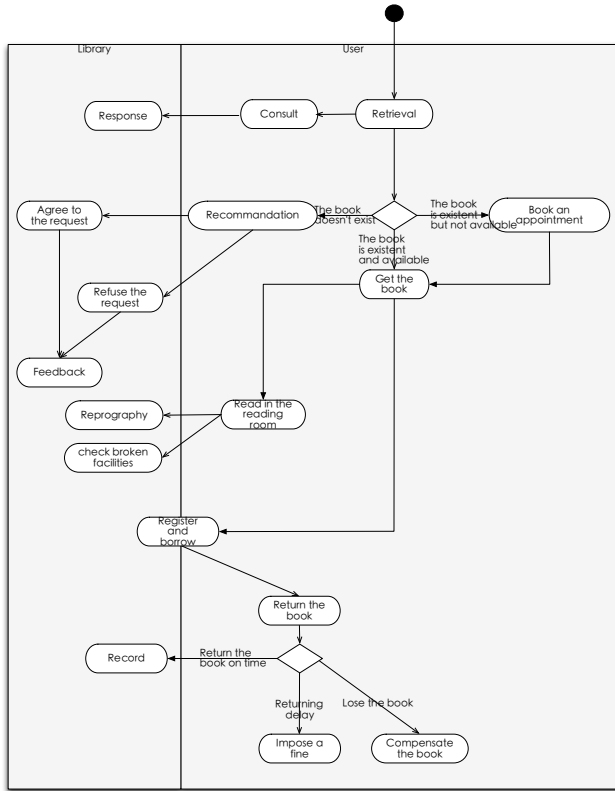 Library
User
Response
Consult
Retrieval
Agree to
the request
Recommandation
The book
doesn't exist
The book
is existent
but not available
Book an
appointment
The book
is existent
and available
Get the
book
Refuse the
request
Feedback
Reprography
Read in the
reading
room
check broken
facilities
Register
and
borrow
Return the
book
Record
Return the
book on time
Returning
delay
Lose the book
Impose a
fine
Compensate
the book